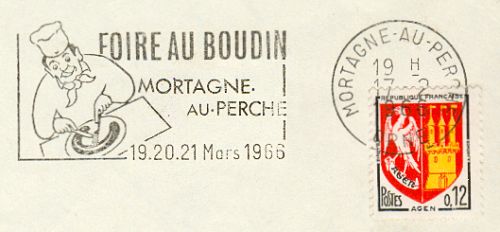 FOIRE AU BOUDIN
MORTAGNE-
AU-PERCHE
19.20.21 Mars 1966
MORTAGNE-AU-PER
19 H
REPUBLIQUE FRANÇAISE
AGEN
POSTES 0,12
AGEN